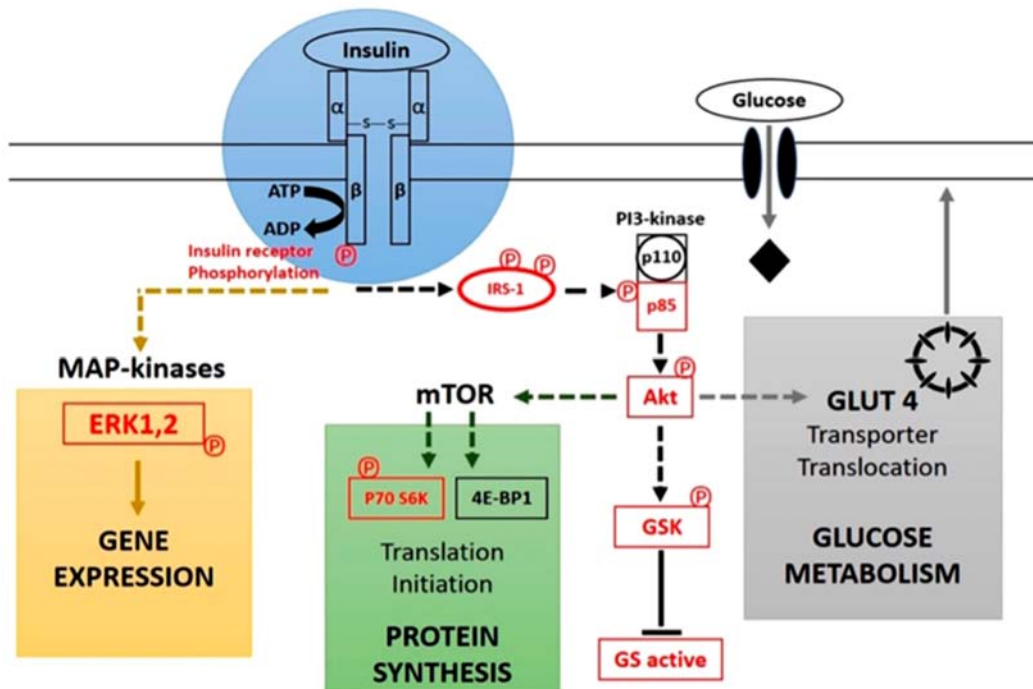 Insulin
α
α
S
S
β
β
ATP
ADP
P
Insulin receptor
Phosphorylation
Glucose
PI3-kinase
p110
P
p85
P
P
IRS-1
MAP-kinases
ERK1,2
P
GENE
EXPRESSION
mTOR
P
P70 S6K
4E-BP1
Translation
Initiation
PROTEIN
SYNTHESIS
P
Akt
P
GSK
GS active
GLUT 4
Transporter
Translocation
GLUCOSE
METABOLISM